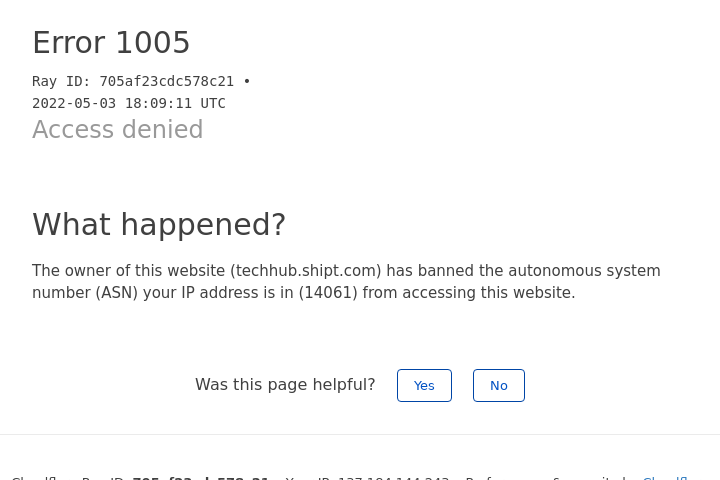 Error 1005
Ray ID: 705af23cdc578c21 •
2022-05-03 18:09:11 UTC
Access denied
What happened?
The owner of this website (techhub.shipt.com) has banned the autonomous system
number (ASN) your IP address is in (14061) from accessing this website.
Was this page helpful? Yes No